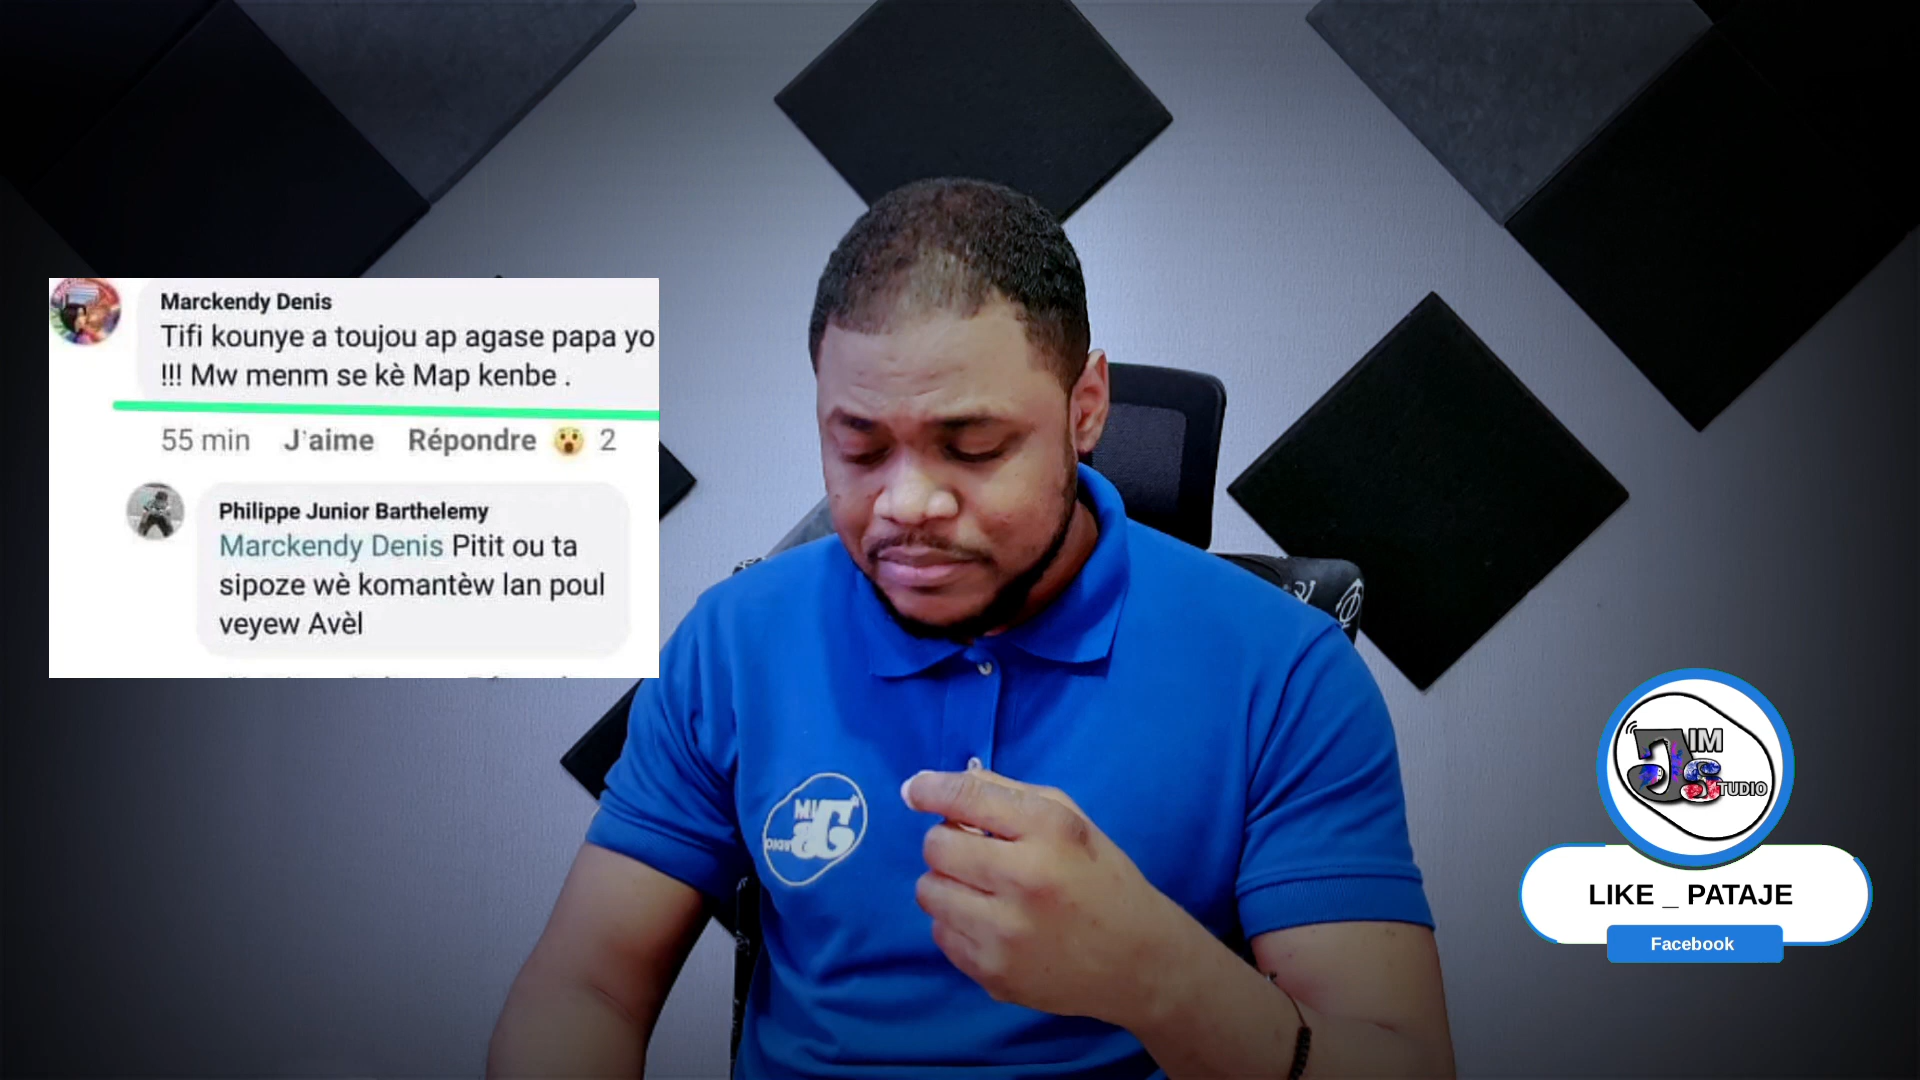 Marckendy Denis
Tifi kounye a toujou ap agase papa yo
!!! Mw menm se kè Map kenbe .
55 min J'aime Répondre 😮 2
Philippe Junior Barthelemy
Marckendy Denis Pitit ou ta
sipoze wè komantèw lan poul
veyew Avèl
JIM
STUDIO
LIKE _ PATAJE
Facebook